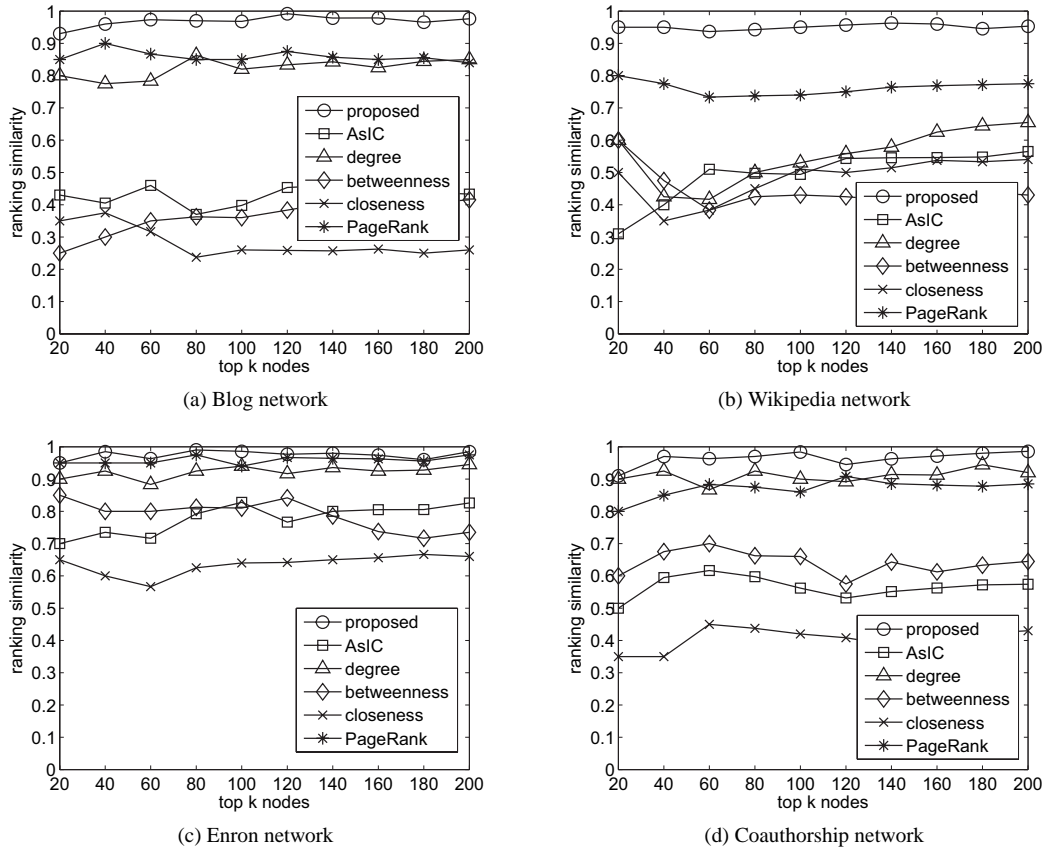 1
0.9
0.8
0.7
0.6
0.5
0.4
0.3
0.2
0.1
0
ranking similarity
20 40 60 80 100 120 140 160 180 200
top k nodes
proposed
AsIC
degree
betweenness
closeness
PageRank
(a) Blog network
1
0.9
0.8
0.7
0.6
0.5
0.4
0.3
0.2
0.1
0
ranking similarity
20 40 60 80 100 120 140 160 180 200
top k nodes
proposed
AsIC
degree
betweenness
closeness
PageRank
(b) Wikipedia network
1
0.9
0.8
0.7
0.6
0.5
0.4
0.3
0.2
0.1
0
ranking similarity
20 40 60 80 100 120 140 160 180 200
top k nodes
proposed
AsIC
degree
betweenness
closeness
PageRank
(c) Enron network
1
0.9
0.8
0.7
0.6
0.5
0.4
0.3
0.2
0.1
0
ranking similarity
20 40 60 80 100 120 140 160 180 200
top k nodes
proposed
AsIC
degree
betweenness
closeness
PageRank
(d) Coauthorship network